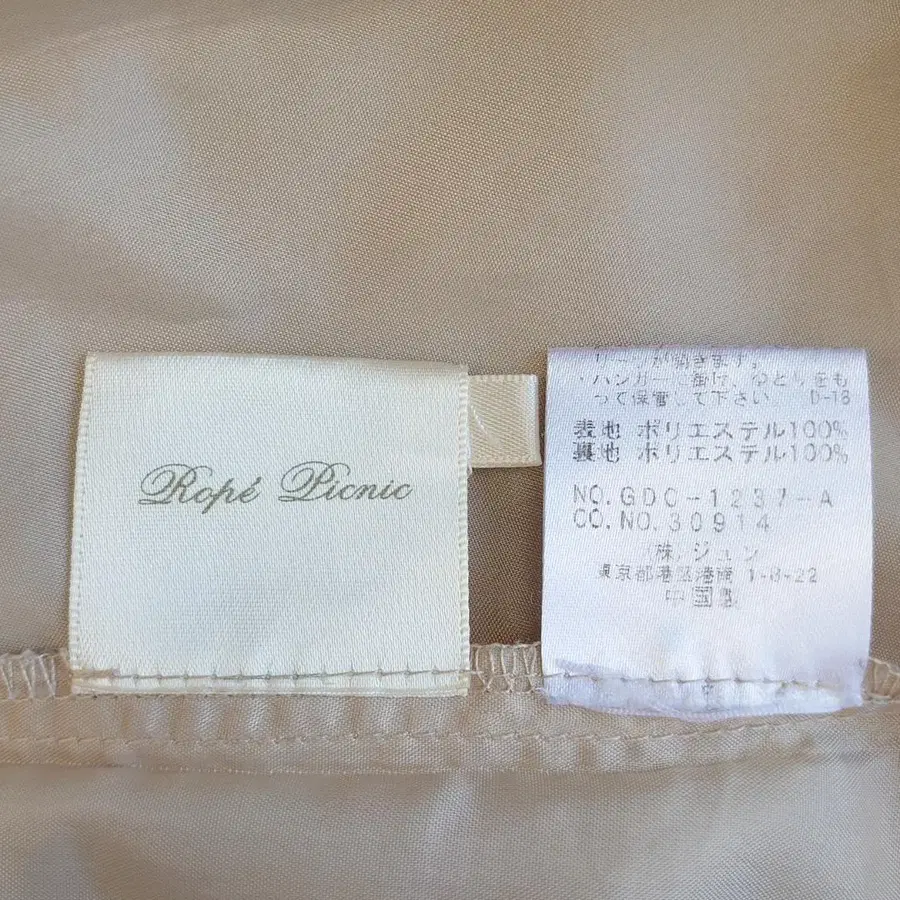 Ropé Picnic
・ハンガーに掛け、ゆとりをも
って保管して下さい。 D-16
表地 ポリエステル100%
裏地 ポリエステル100%
NO.GDC-1237-A
CO.NO.30914
(株)ジュン
東京都港区港南 1-8-22
中国製